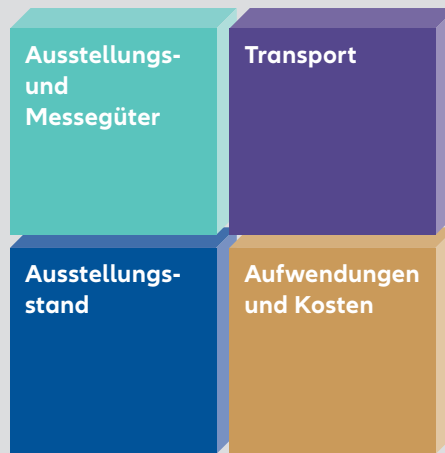 Ausstellungs-
und
Messegüter
Transport
Ausstellungs-
stand
Aufwendungen
und Kosten